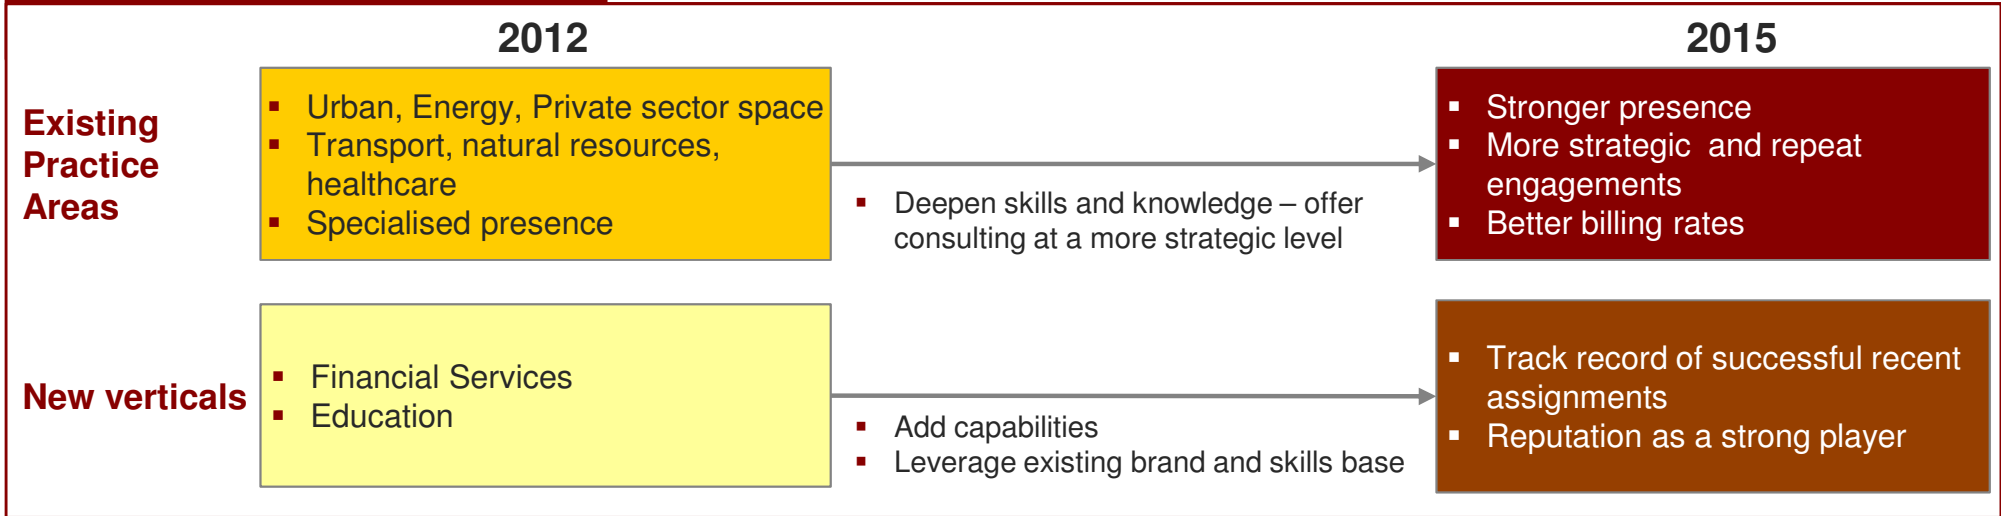 2012
2015
Existing
Practice
Areas
▪ Urban, Energy, Private sector space
▪ Transport, natural resources,
healthcare
▪ Specialised presence
▪ Deepen skills and knowledge – offer
consulting at a more strategic level
▪ Stronger presence
▪ More strategic and repeat
engagements
▪ Better billing rates
New verticals
▪ Financial Services
▪ Education
▪ Add capabilities
▪ Leverage existing brand and skills base
▪ Track record of successful recent
assignments
▪ Reputation as a strong player